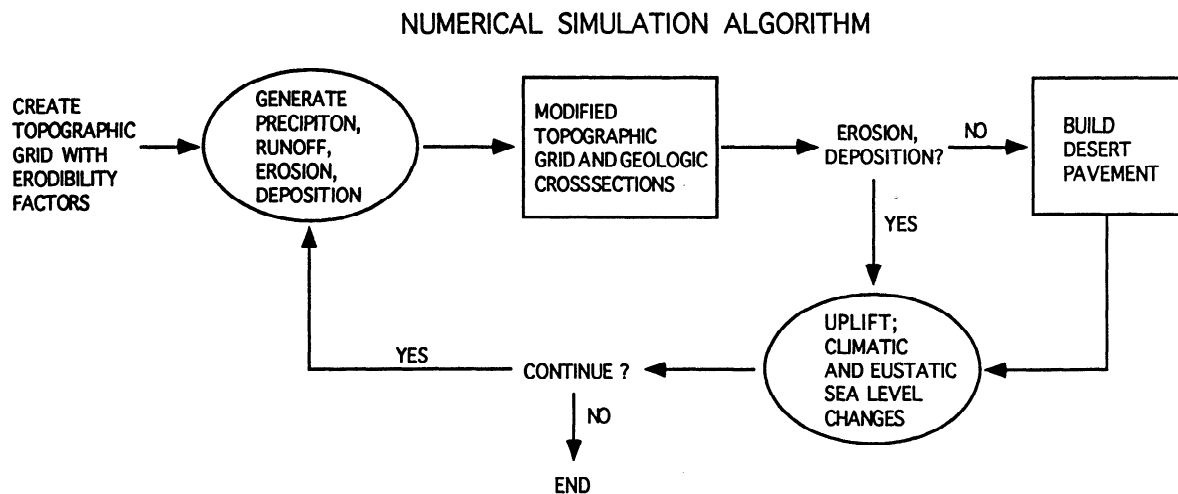 NUMERICAL SIMULATION ALGORITHM
CREATE
TOPOGRAPHIC
GRID WITH
ERODIBILITY
FACTORS
GENERATE
PRECIPITON,
RUNOFF,
EROSION,
DEPOSITION
MODIFIED
TOPOGRAPHIC
GRID AND GEOLOGIC
CROSSSECTIONS
EROSION,
DEPOSITION?
NO
BUILD
DESERT
PAVEMENT
YES
UPLIFT;
CLIMATIC
AND EUSTATIC
SEA LEVEL
CHANGES
CONTINUE ?
YES
NO
END